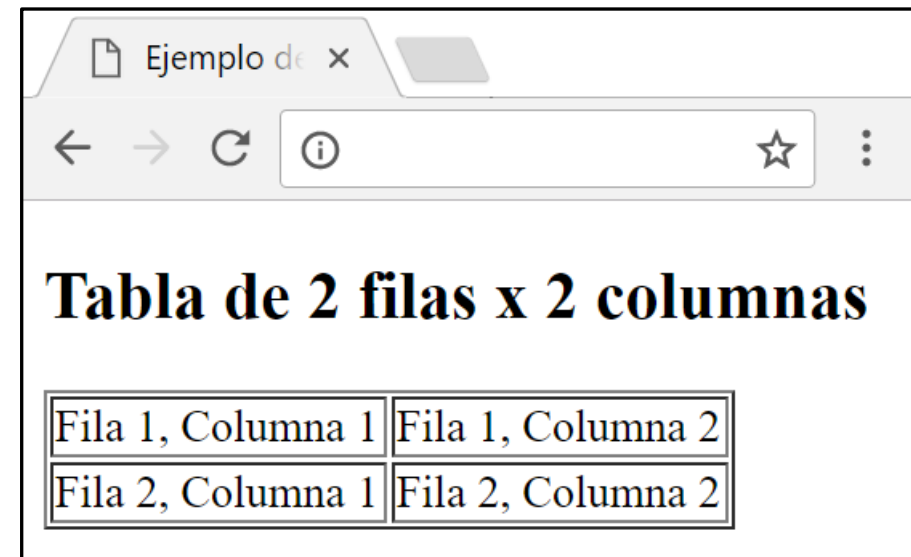 Ejemplo de
Tabla de 2 filas x 2 columnas
Fila 1, Columna 1 Fila 1, Columna 2
Fila 2, Columna 1 Fila 2, Columna 2